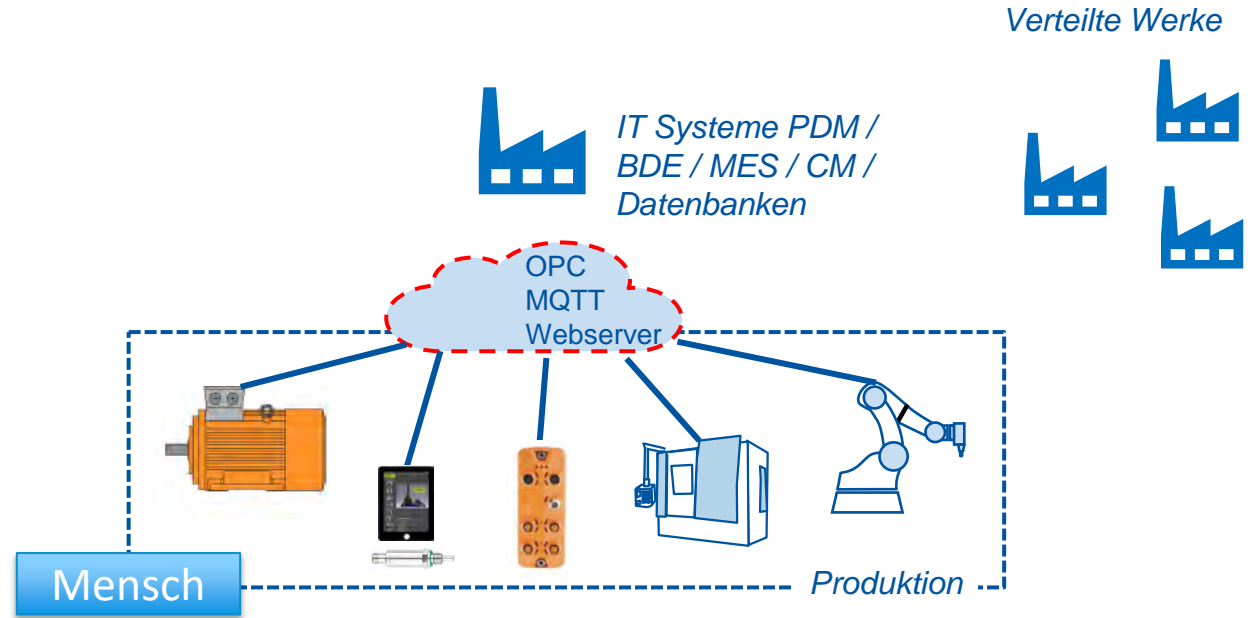 Verteilte Werke
IT Systeme PDM /
BDE / MES / CM /
Datenbanken
OPC
MQTT
Webserver
Mensch
Produktion